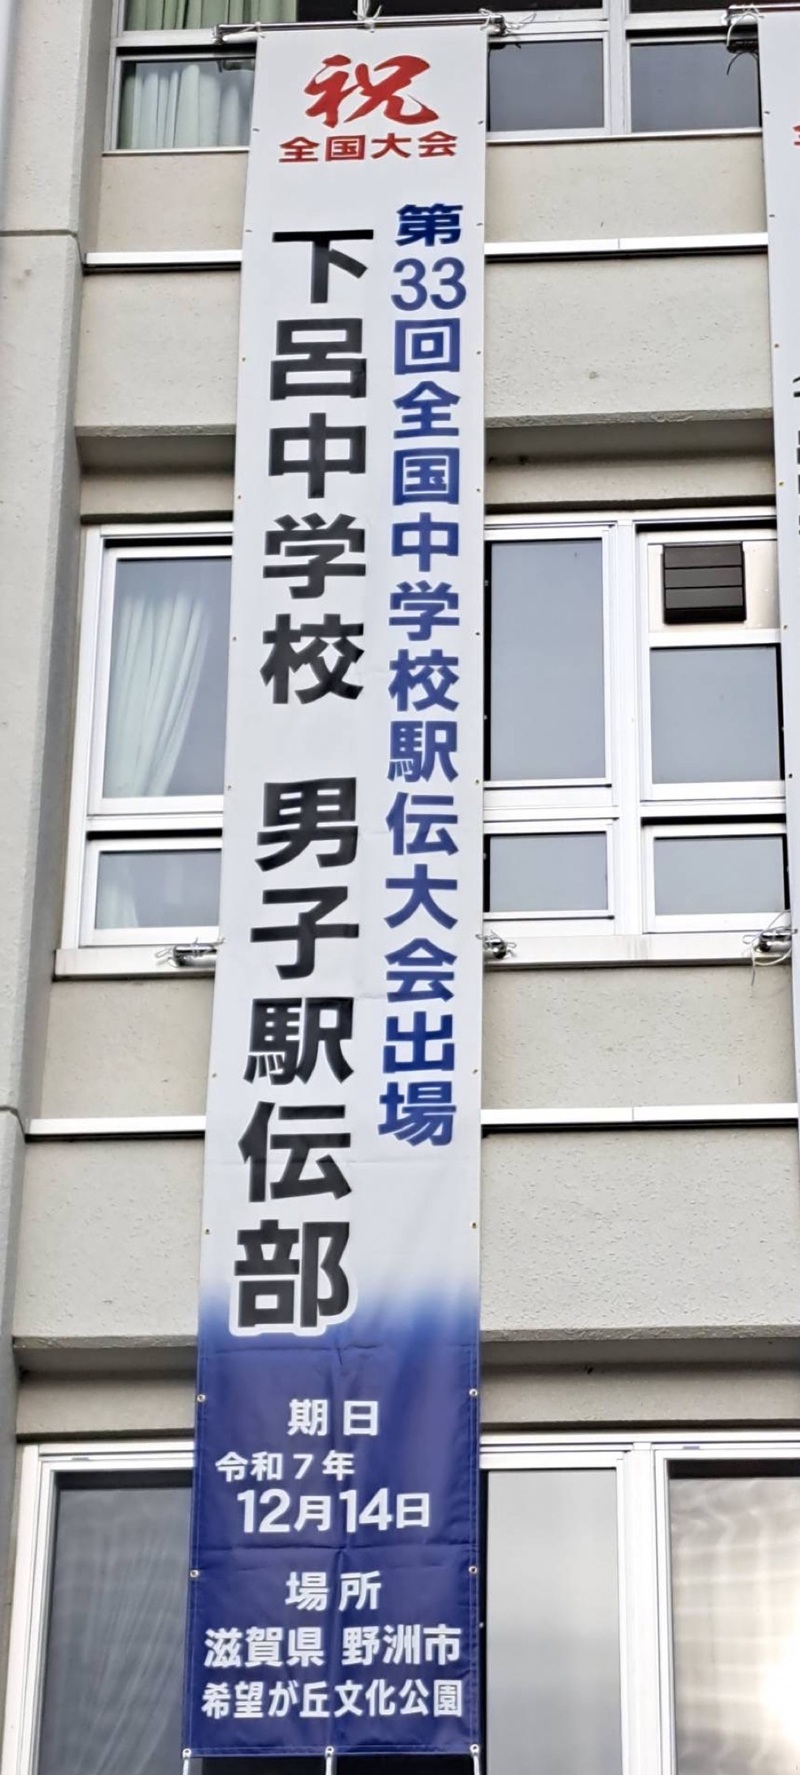 祝
全国大会
第33回全国中学校駅伝大会出場
下呂中学校 男子駅伝部
期日
令和7年
12月14日
場所
滋賀県 野洲市
希望が丘文化公園